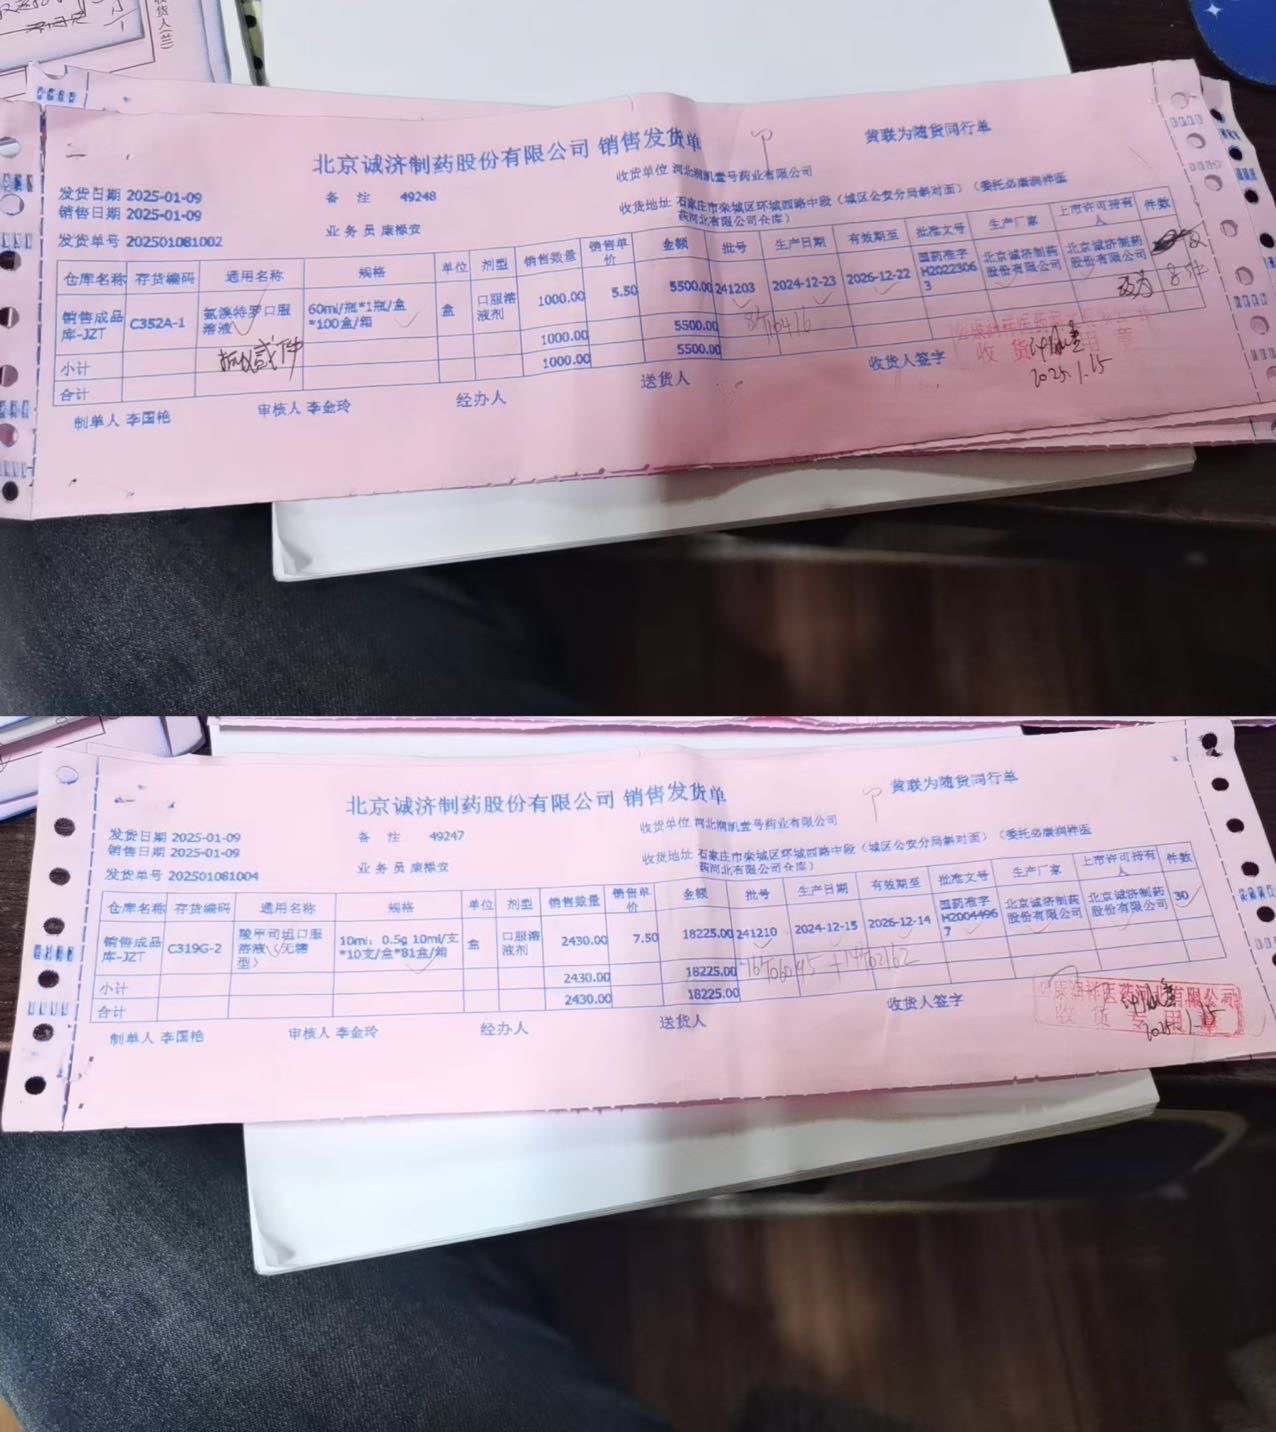 北京诚济制药股份有限公司 销售发货单
黄联为随货同行单
发货日期 2025-01-09
备 注 49248
收货单位 河北润凯壹号药业有限公司
销售日期 2025-01-09
收货地址 石家庄市栾城区环城西路中段（城区公安分局斜对面）（委托必康润祥医药河北有限公司仓库）
发货单号 202501081002
业务员 康檬安
仓库名称 存货编码 通用名称 规格 单位 剂型 销售数量 销售单价 金额 批号 生产日期 有效期至 批准文号 生产厂家 上市许可持有人 件数
销售成品库-JZT C352A-1 氨溴特罗口服溶液 60ml/瓶*1瓶/盒*100盒/箱 盒 口服溶液剂 1000.00 5.50 5500.00 241203 2024-12-23 2026-12-22 国药准字H20223063 北京诚济制药股份有限公司 北京诚济制药股份有限公司
8件
小计 1000.00 5500.00
合计 1000.00 5500.00
制单人 李国艳 审核人 李金玲 经办人 送货人 收货人签字
2025.1.15
北京诚济制药股份有限公司 销售发货单
黄联为随货同行单
发货日期 2025-01-09
备 注 49247
收货单位 河北润凯壹号药业有限公司
销售日期 2025-01-09
收货地址 石家庄市栾城区环城西路中段（城区公安分局斜对面）（委托必康润祥医药河北有限公司仓库）
发货单号 202501081004
业务员 康檬安
仓库名称 存货编码 通用名称 规格 单位 剂型 销售数量 销售单价 金额 批号 生产日期 有效期至 批准文号 生产厂家 上市许可持有人 件数
销售成品库-JZT C319G-2 羧甲司坦口服溶液（无糖型） 10ml：0.5g 10ml/支*10支/盒*81盒/箱 盒 口服溶液剂 2430.00 7.50 18225.00 241210 2024-12-15 2026-12-14 国药准字H20044967 北京诚济制药股份有限公司 北京诚济制药股份有限公司 30
小计 2430.00 18225.00
合计 2430.00 18225.00
制单人 李国艳 审核人 李金玲 经办人 送货人 收货人签字